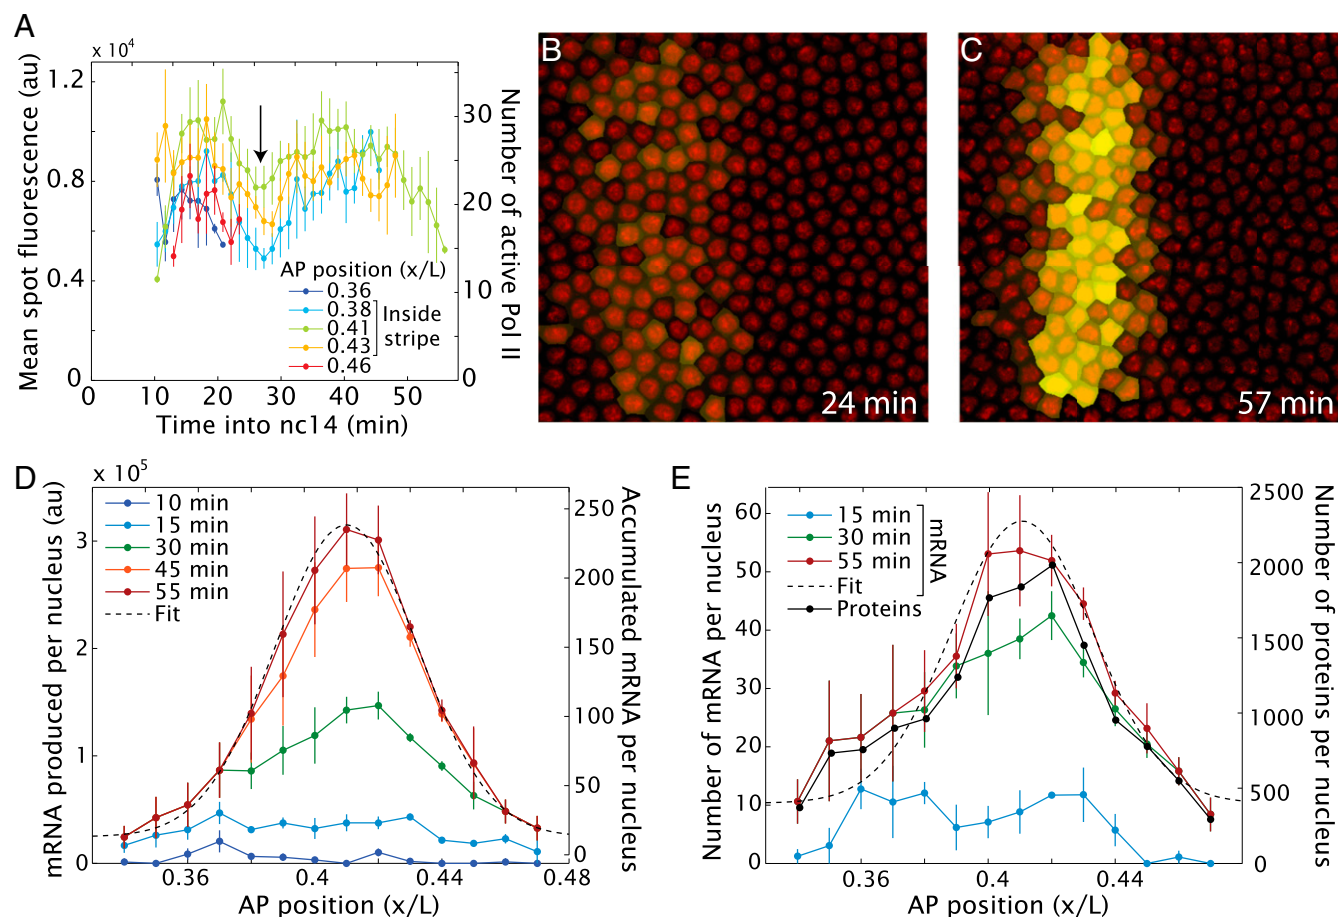 A
x 10⁴
Mean spot fluorescence (au)
1.2
0.8
0.4
0
30
20
10
0
Number of active Pol II
AP position (x/L)
0.36
0.38
0.41
0.43
0.46
Inside
stripe
0 10 20 30 40 50
Time into nc14 (min)
B
24 min
C
57 min
D
x 10⁵
mRNA produced per nucleus (au)
3
2
1
0
10 min
15 min
30 min
45 min
55 min
Fit
250
200
150
100
50
0
Accumulated mRNA per nucleus
0.36 0.4 0.44 0.48
AP position (x/L)
E
Number of mRNA per nucleus
60
50
40
30
20
10
0
15 min
30 min
55 min
Fit
Proteins
mRNA
2500
2000
1500
1000
500
0
Number of proteins per nucleus
0.36 0.4 0.44
AP position (x/L)